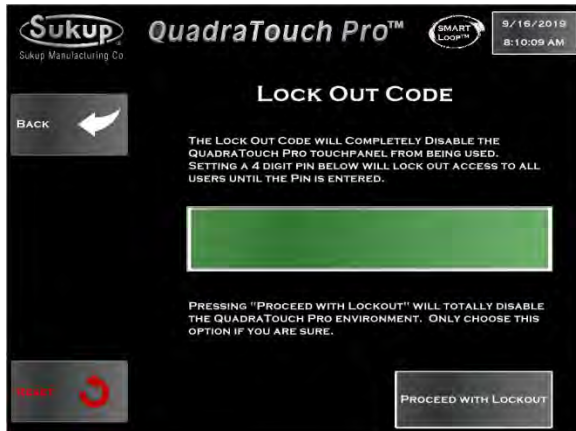 Sukup
Sukup Manufacturing Co
QuadraTouch Pro™
SMART
LOOP™
9/16/2019
8:10:09 AM
LOCK OUT CODE
BACK
THE LOCK OUT CODE WILL COMPLETELY DISABLE THE
QUADRATOUCH PRO TOUCHPANEL FROM BEING USED.
SETTING A 4 DIGIT PIN BELOW WILL LOCK OUT ACCESS TO ALL
USERS UNTIL THE PIN IS ENTERED.
PRESSING "PROCEED WITH LOCKOUT" WILL TOTALLY DISABLE
THE QUADRATOUCH PRO ENVIRONMENT. ONLY CHOOSE THIS
OPTION IF YOU ARE SURE.
RESET
PROCEED WITH LOCKOUT